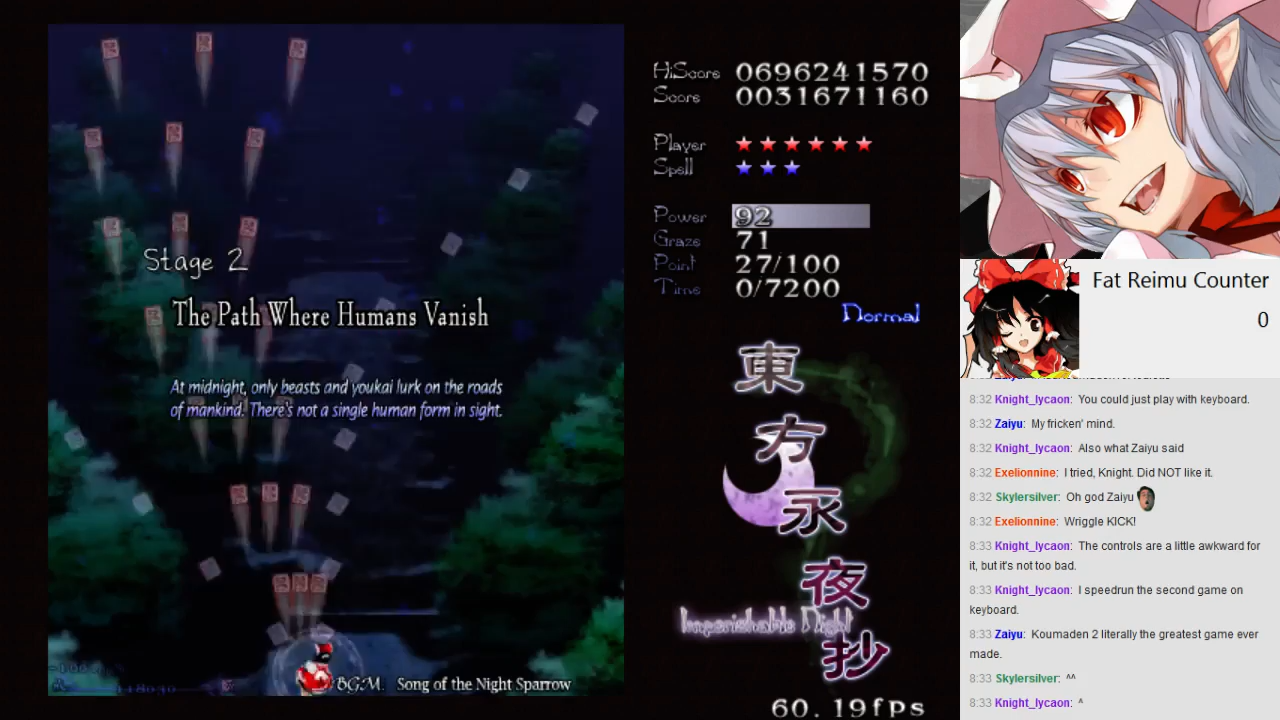 HiScore 0696241570
Score 0031671160
Player
Spell
Power 92
Graze 71
Point 27/100
Time 0/7200
Normal
Stage 2
The Path Where Humans Vanish
At midnight, only beasts and youkai lurk on the roads
of mankind. There's not a single human form in sight.
BGM. Song of the Night Sparrow
東方永夜抄
Imperishable Night
60.19fps
Fat Reimu Counter
0
8:32 Knight_lycaon: You could just play with keyboard.
8:32 Zaiyu: My fricken' mind.
8:32 Knight_lycaon: Also what Zaiyu said
8:32 Exelionnine: I tried, Knight. Did NOT like it.
8:32 Skylersilver: Oh god Zaiyu
8:32 Exelionnine: Wriggle KICK!
8:33 Knight_lycaon: The controls are a little awkward for
it, but it's not too bad.
8:33 Knight_lycaon: I speedrun the second game on
keyboard.
8:33 Zaiyu: Koumaden 2 literally the greatest game ever
made.
8:33 Skylersilver: ^^
8:33 Knight_lycaon: ^